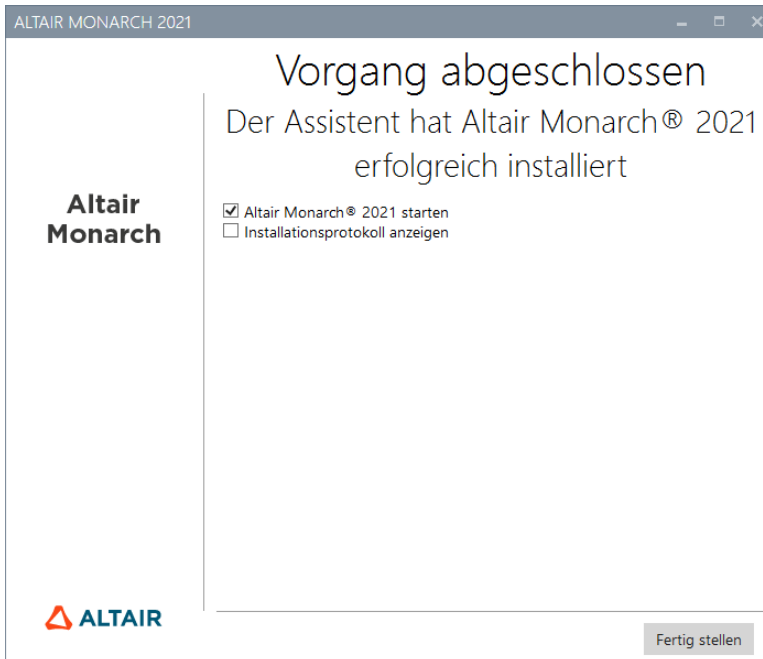 ALTAIR MONARCH 2021
Vorgang abgeschlossen
Der Assistent hat Altair Monarch® 2021
erfolgreich installiert
Altair
Monarch
Altair Monarch® 2021 starten
Installationsprotokoll anzeigen
ALTAIR
Fertig stellen